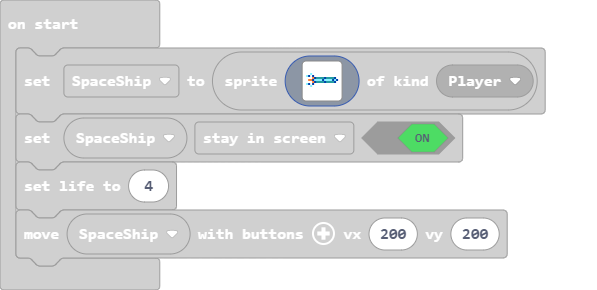 on start
set SpaceShip to sprite of kind Player
set SpaceShip stay in screen ON
set life to 4
move SpaceShip with buttons vx 200 vy 200